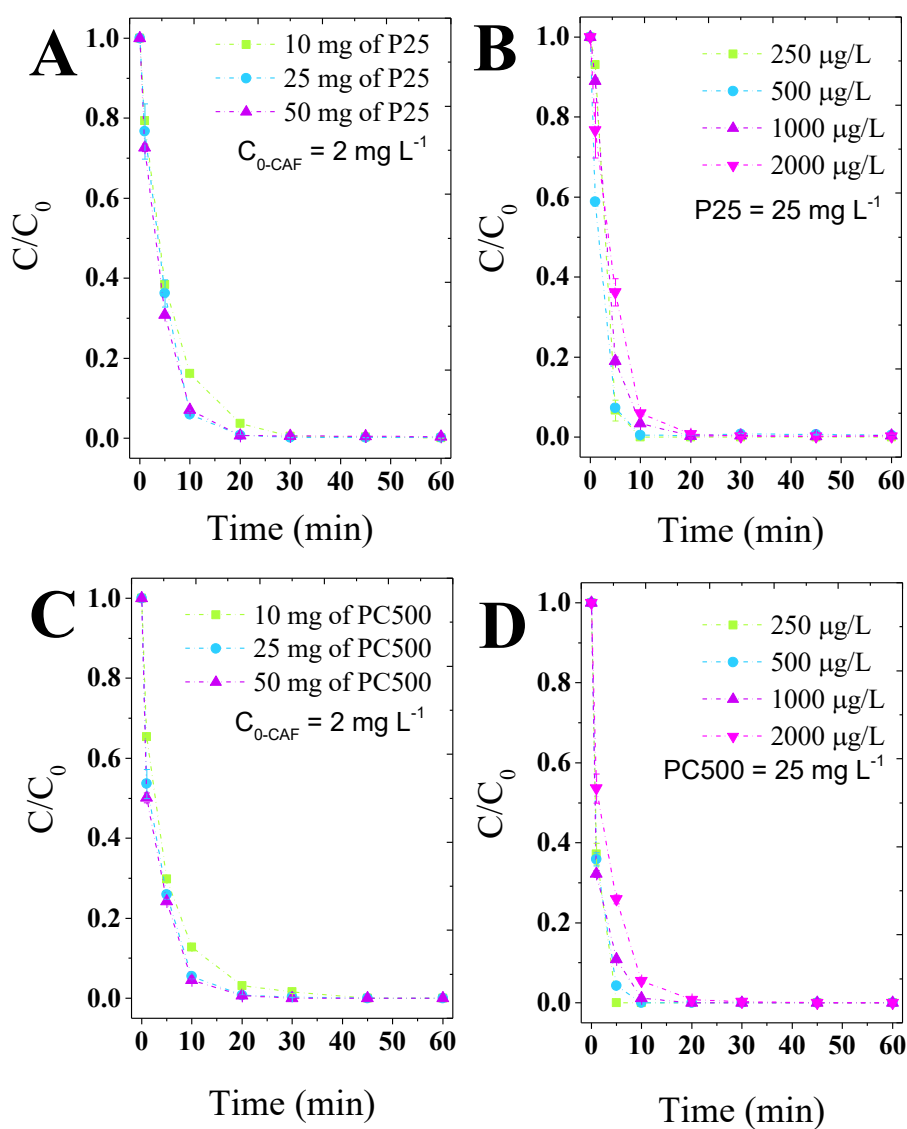 A
1.0
0.8
0.6
0.4
0.2
0.0
C/C₀
10 mg of P25
25 mg of P25
50 mg of P25
C₀₋CAF = 2 mg L⁻¹
0 10 20 30 40 50 60
Time (min)
B
1.0
0.8
0.6
0.4
0.2
0.0
C/C₀
250 μg/L
500 μg/L
1000 μg/L
2000 μg/L
P25 = 25 mg L⁻¹
0 10 20 30 40 50 60
Time (min)
C
1.0
0.8
0.6
0.4
0.2
0.0
C/C₀
10 mg of PC500
25 mg of PC500
50 mg of PC500
C₀₋CAF = 2 mg L⁻¹
0 10 20 30 40 50 60
Time (min)
D
1.0
0.8
0.6
0.4
0.2
0.0
C/C₀
250 μg/L
500 μg/L
1000 μg/L
2000 μg/L
PC500 = 25 mg L⁻¹
0 10 20 30 40 50 60
Time (min)